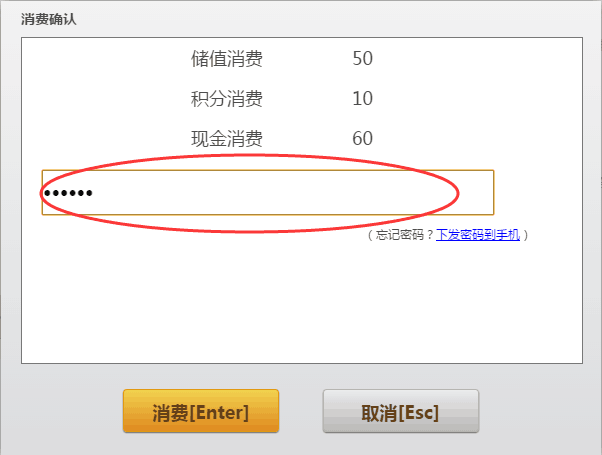 消费确认
储值消费 50
积分消费 10
现金消费 60
••••••
（忘记密码？下发密码到手机）
消费[Enter] 取消[Esc]